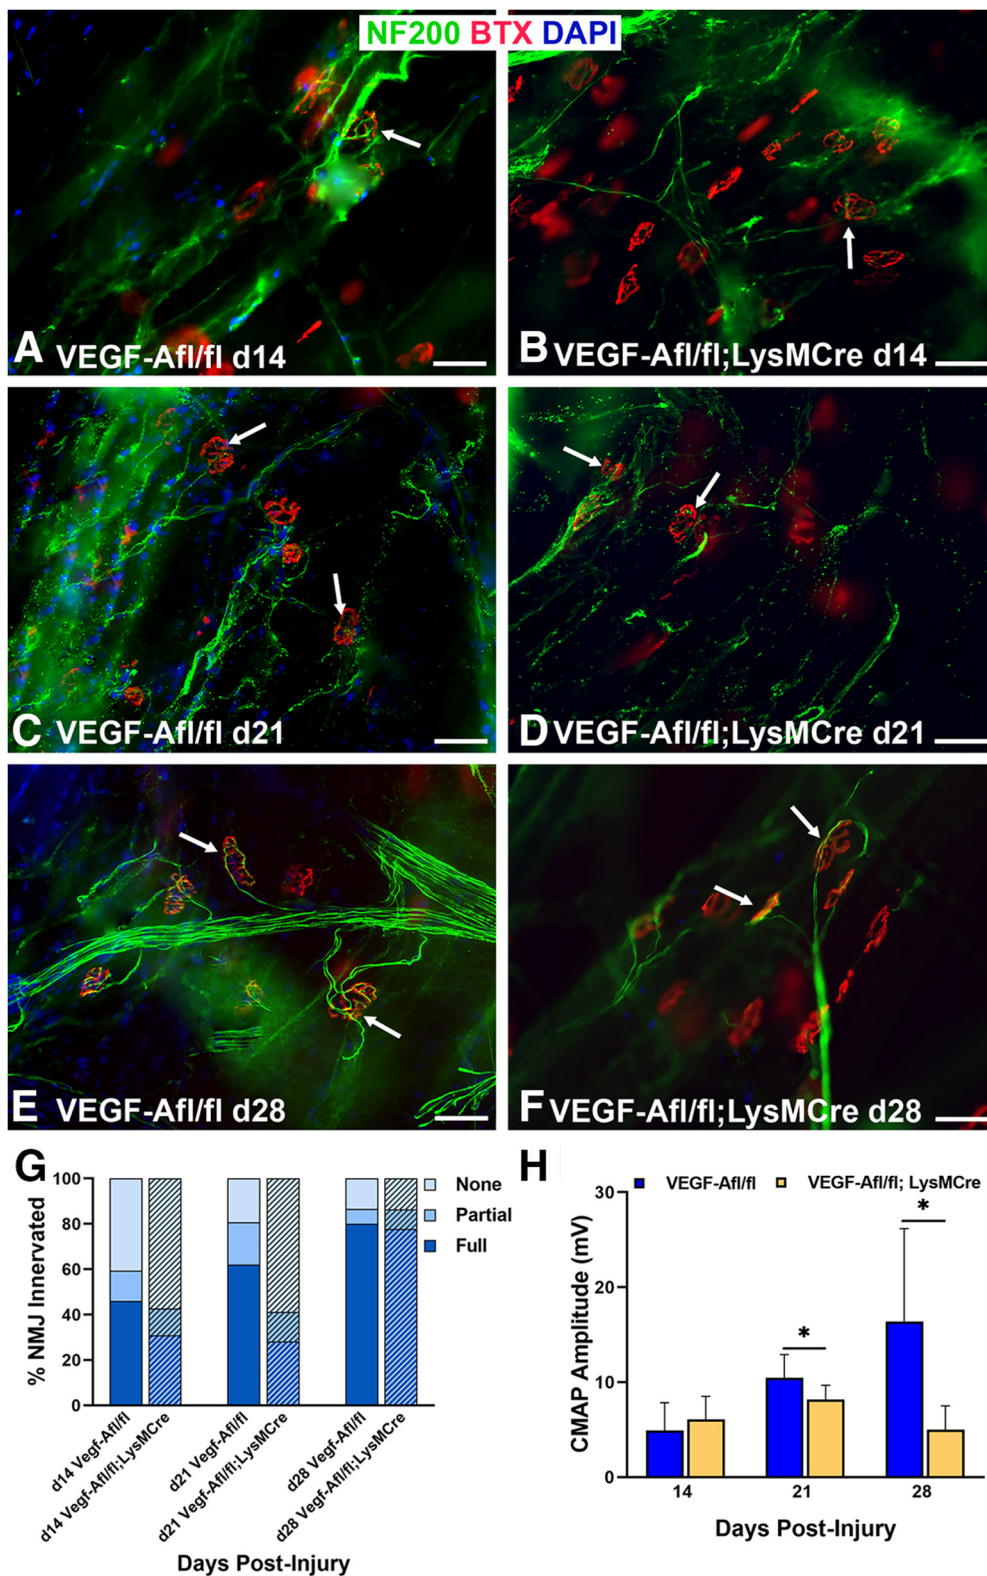 NF200 BTX DAPI
A VEGF-Afl/fl d14
B VEGF-Afl/fl;LysMCre d14
C VEGF-Afl/fl d21
D VEGF-Afl/fl;LysMCre d21
E VEGF-Afl/fl d28
F VEGF-Afl/fl;LysMCre d28
G
% NMJ Innervated
100
80
60
40
20
0
None
Partial
Full
d14 Vegf-Afl/fl
d14 Vegf-Afl/fl;LysMCre
d21 Vegf-Afl/fl
d21 Vegf-Afl/fl;LysMCre
d28 Vegf-Afl/fl
d28 Vegf-Afl/fl;LysMCre
Days Post-Injury
H
VEGF-Afl/fl
VEGF-Afl/fl; LysMCre
CMAP Amplitude (mV)
30
20
10
0
*
*
14
21
28
Days Post-Injury